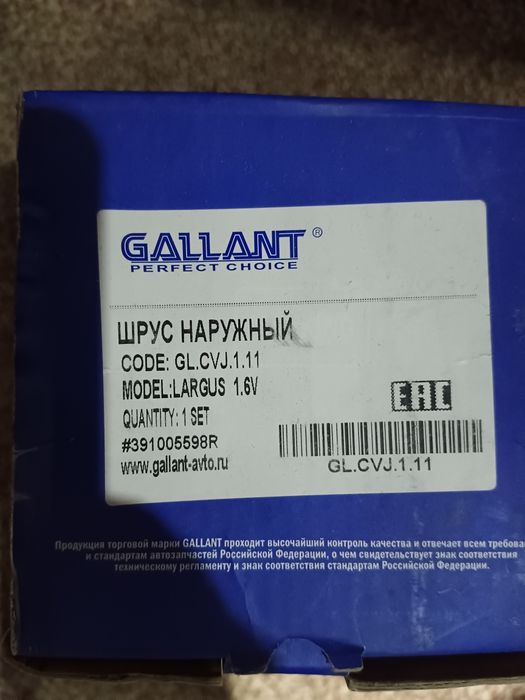 GALLANT ®
PERFECT CHOICE
ШРУС НАРУЖНЫЙ
CODE: GL.CVJ.1.11
MODEL:LARGUS 1.6V
QUANTITY: 1 SET
#391005598R
www.gallant-avto.ru
EAC
GL.CVJ.1.11
Продукция торговой марки GALLANT проходит высочайший контроль качества и отвечает всем требова
и стандартам автозапчастей Российской Федерации, о чем свидетельствует знак соответствия
техническому регламенту и знак соответствия стандартам Российской Федерации.